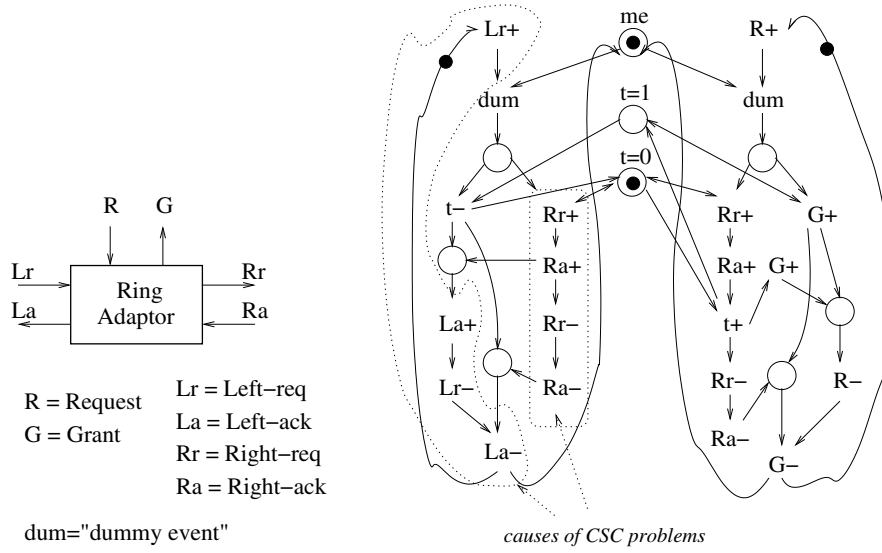 R G
Lr
La
Ring
Adaptor
Rr
Ra
R = Request
G = Grant
Lr = Left−req
La = Left−ack
Rr = Right−req
Ra = Right−ack
dum="dummy event"
Lr+
dum
t−
La+
Lr−
La−
Rr+
Ra+
Rr−
Ra−
me
t=1
t=0
R+
dum
Rr+
G+
Ra+
G+
t+
Rr−
R−
Ra−
G−
causes of CSC problems